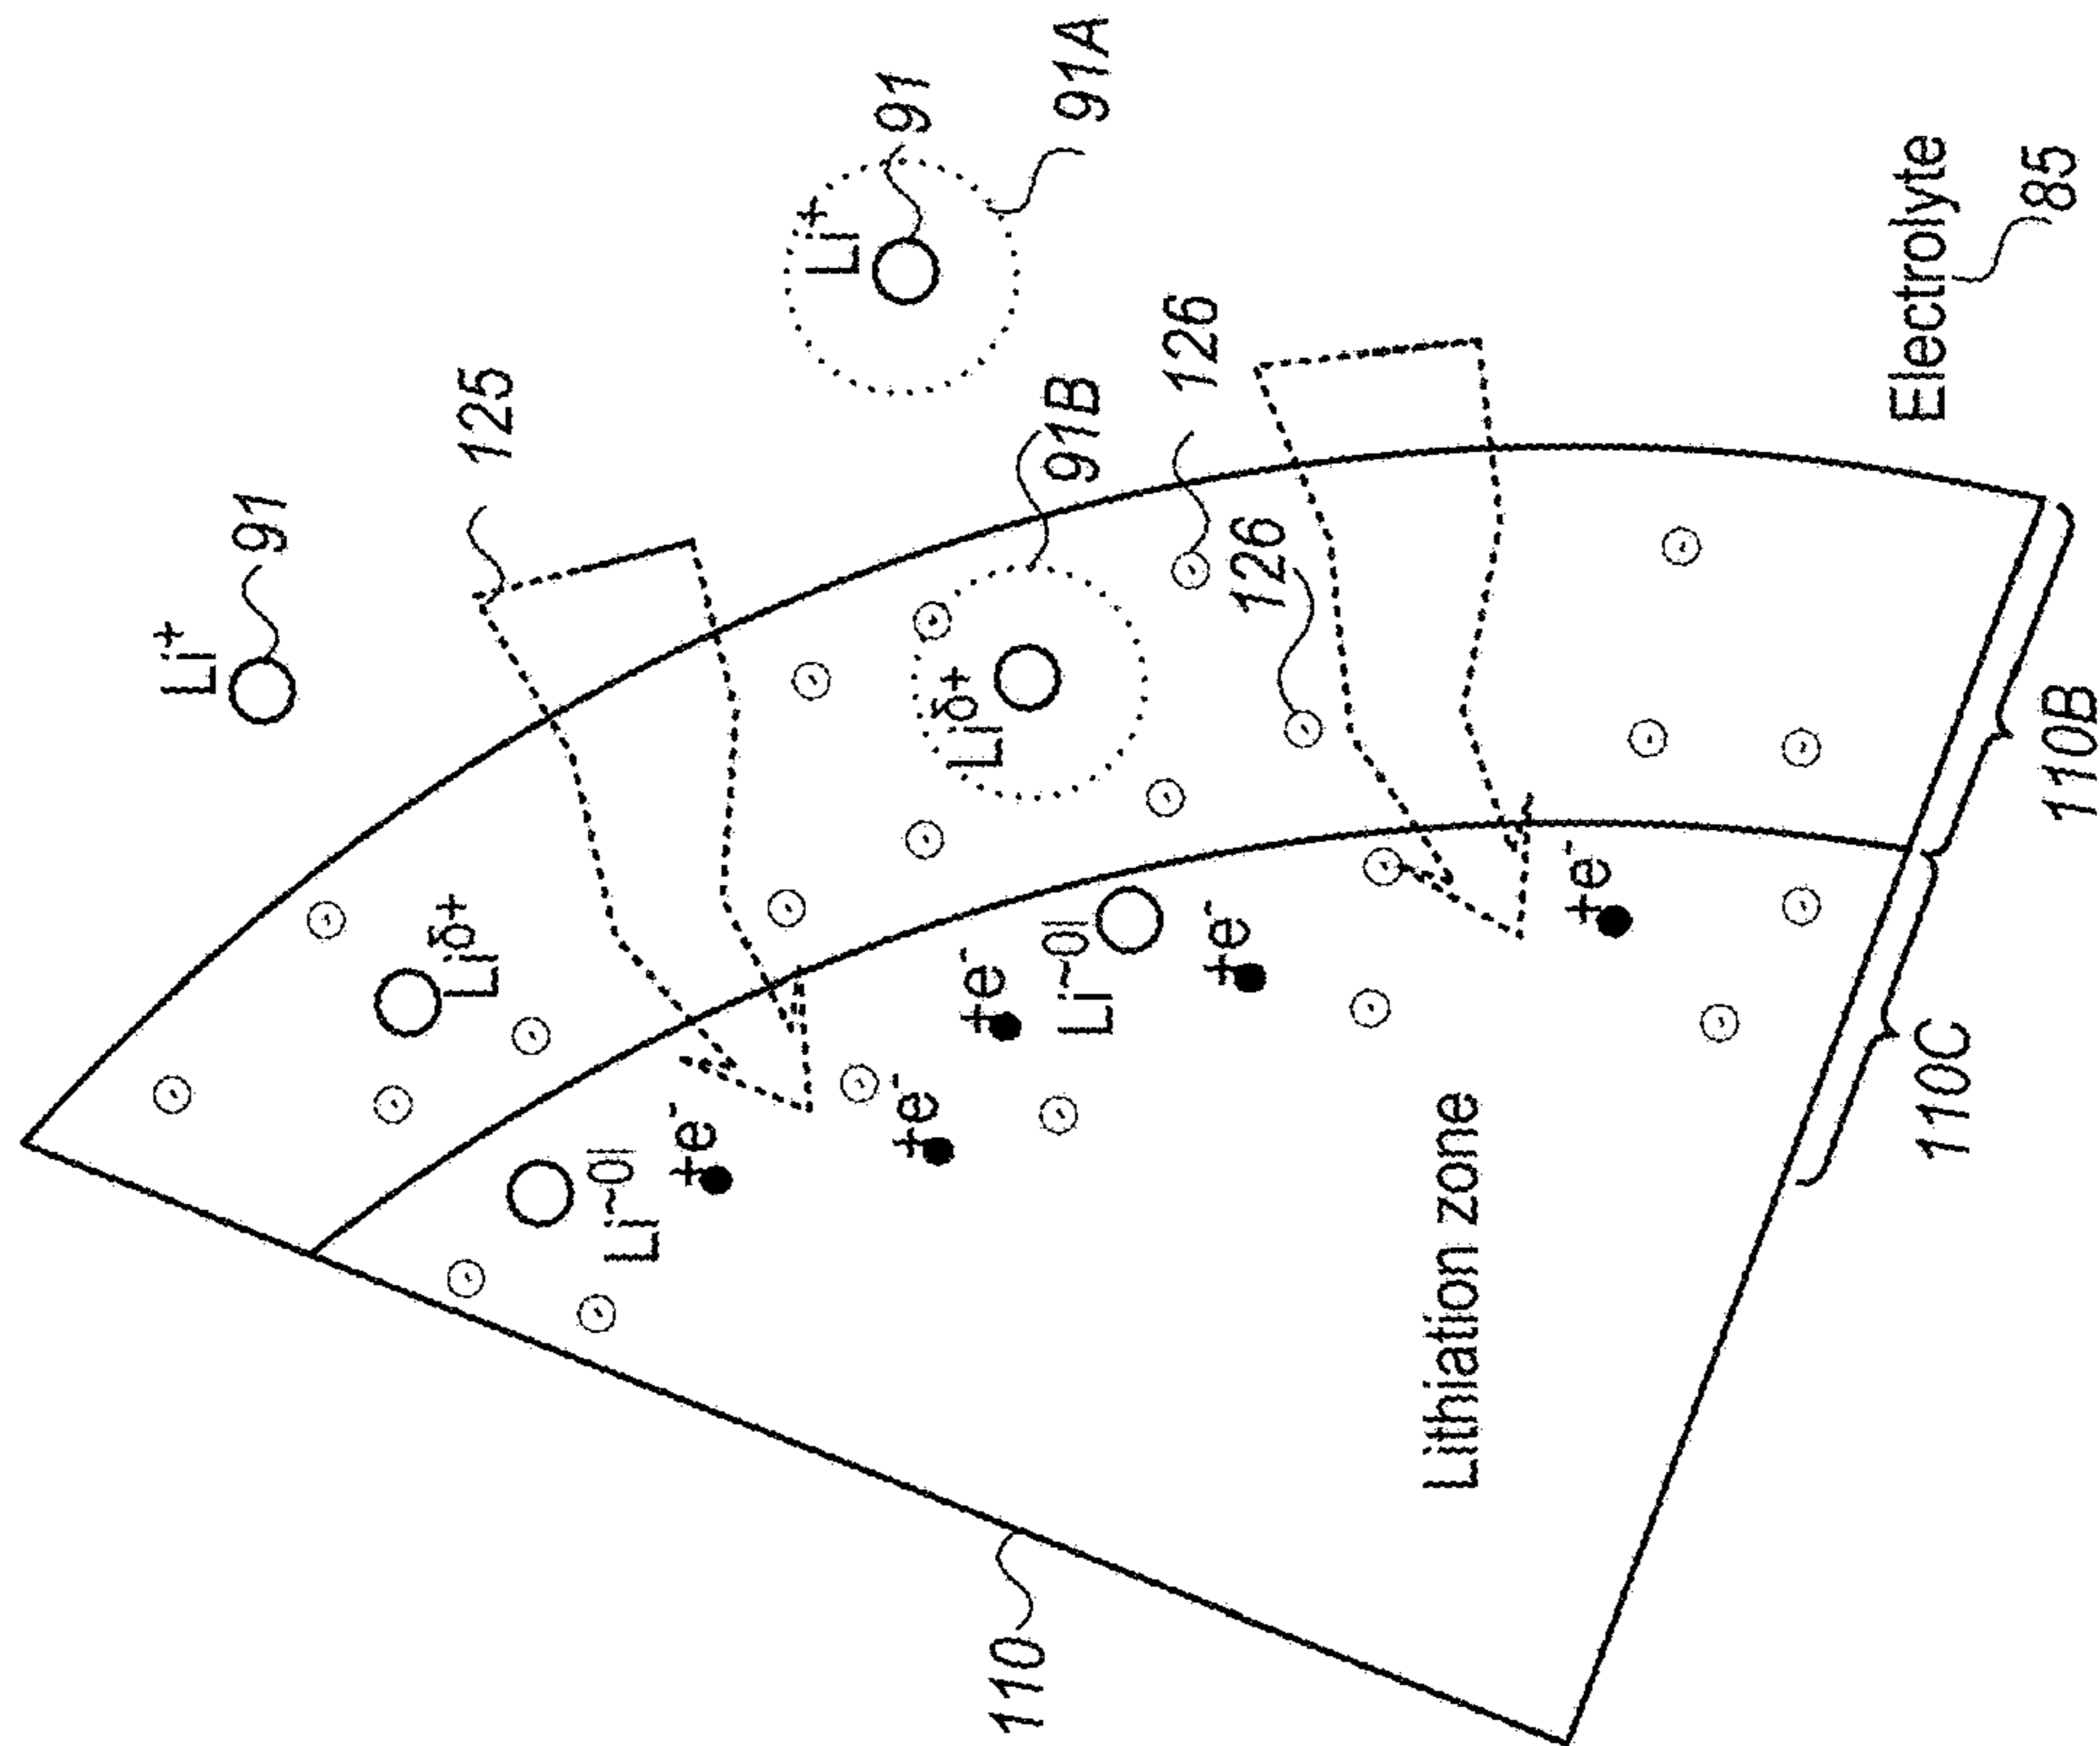 Li+
91
Liδ+
125
Li~0l
+e-
Li+
91
+e-
Liδ+
+e-
110
Li~0l
91B
91A
126
+e-
126
Lithiation zone
+e-
Electrolyte
110C
85
110B